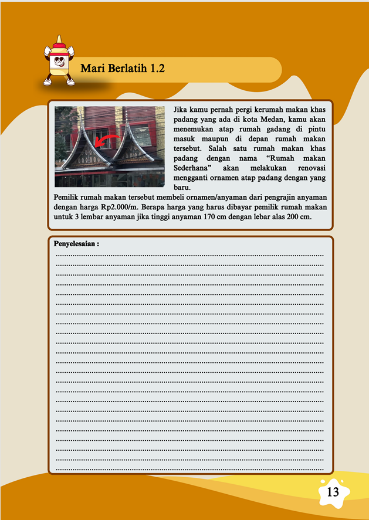 Mari Berlatih 1.2
Jika kamu pernah pergi kerumah makan khas
padang yang ada di kota Medan, kamu akan
menemukan atap rumah gadang di pintu
masuk maupun di depan rumah makan
tersebut. Salah satu rumah makan khas
padang dengan nama “Rumah makan
Sederhana” akan melakukan renovasi
mengganti ornamen atap padang dengan yang
baru.
Pemilik rumah makan tersebut membeli ornamen/anyaman dari pengrajin anyaman
dengan harga Rp2.000/m. Berapa harga yang harus dibayar pemilik rumah makan
untuk 3 lembar anyaman jika tinggi anyaman 170 cm dengan lebar alas 200 cm.
Penyelesaian :
13